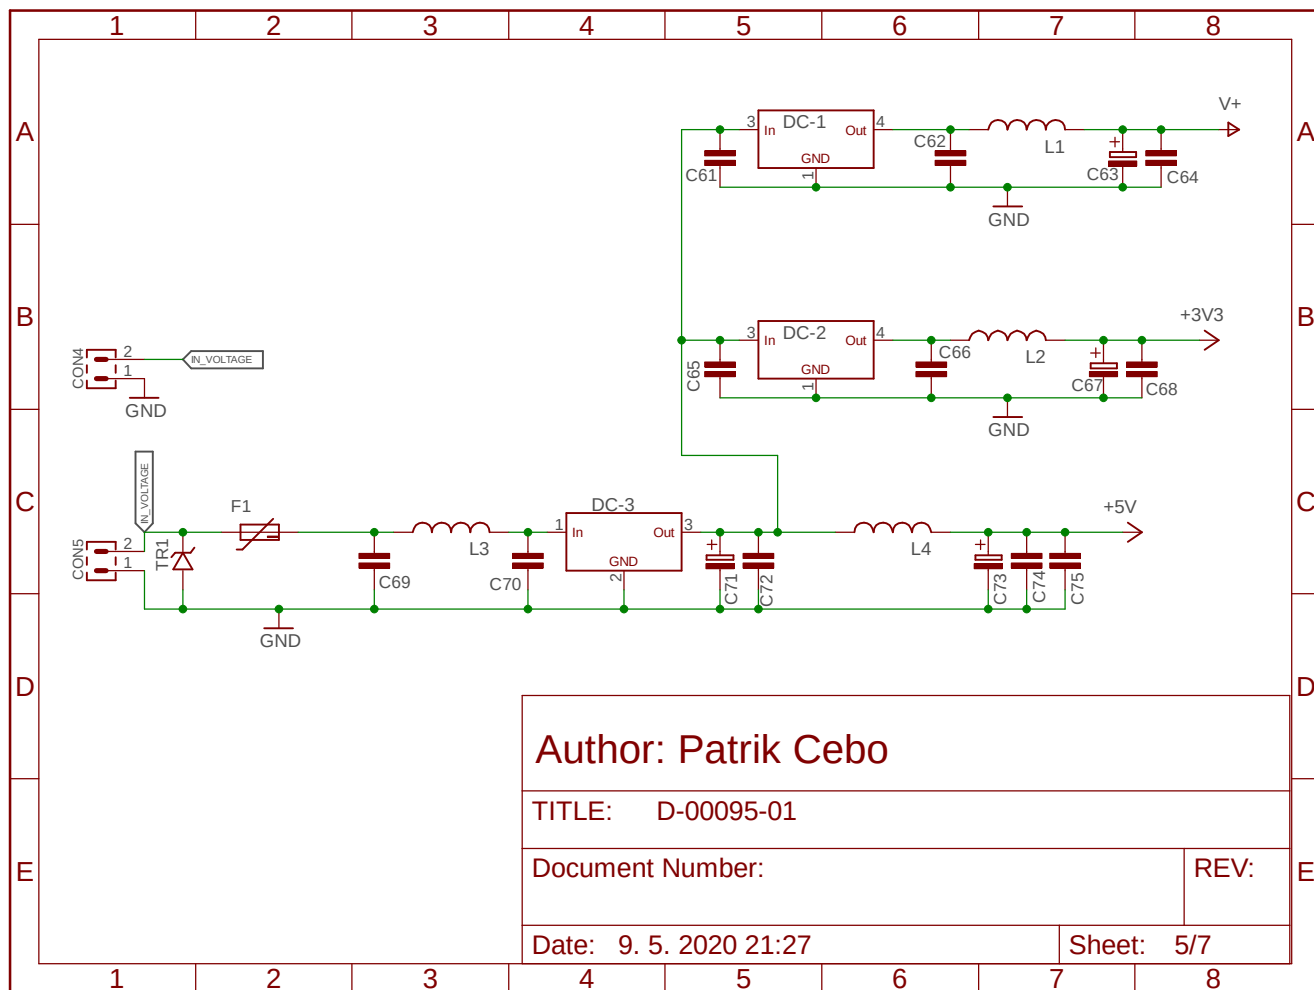 1 2 3 4 5 6 7 8
A A
V+
3 In DC-1 Out 4
GND
1
C61
C62
L1
+
C63
C64
GND
B B
+3V3
3 In DC-2 Out 4
GND
1
C65
C66
L2
+
C67
C68
GND
CON4
2
1
IN_VOLTAGE
GND
C C
IN_VOLTAGE
CON5
2
1
TR1
F1
C69
L3
C70
DC-3
1 In Out 3
GND
2
+
C71
C72
L4
+
C73
C74
C75
+5V
GND
D D
Author: Patrik Cebo
TITLE: D-00095-01
Document Number:
REV:
E E
Date: 9. 5. 2020 21:27
Sheet: 5/7
1 2 3 4 5 6 7 8